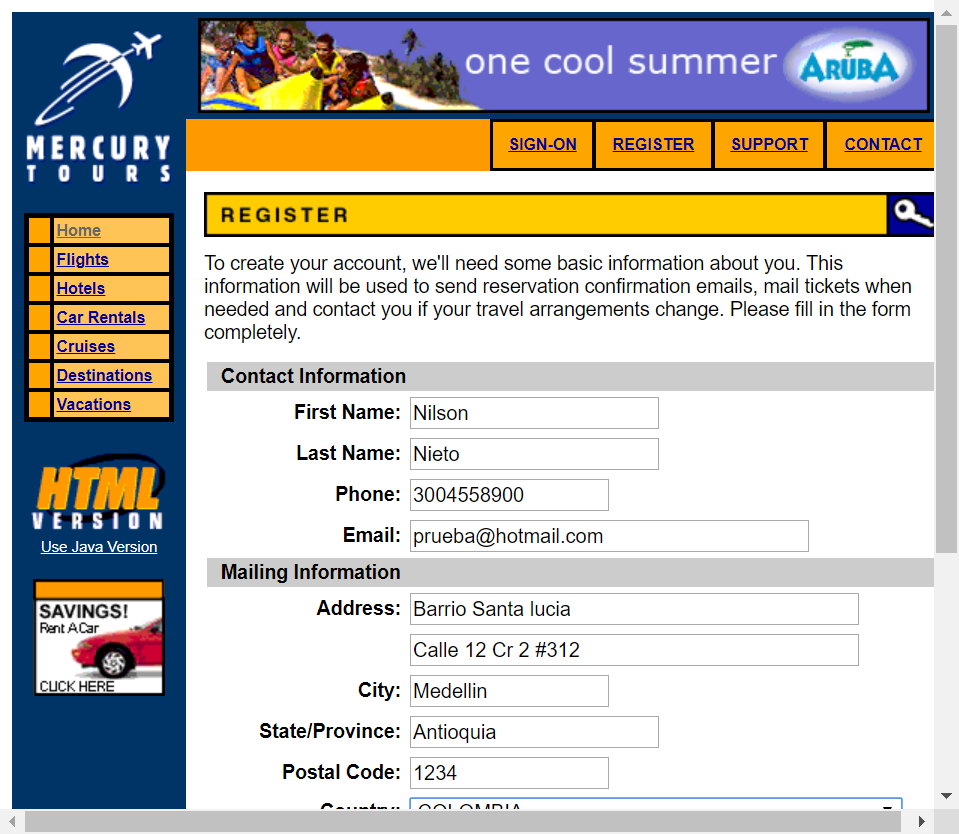 one cool summer ARUBA
MERCURY
TOURS
SIGN-ON REGISTER SUPPORT CONTACT
REGISTER
Home
Flights
Hotels
Car Rentals
Cruises
Destinations
Vacations
HTML
VERSION
Use Java Version
SAVINGS!
Rent A Car
CLICK HERE
To create your account, we'll need some basic information about you. This
information will be used to send reservation confirmation emails, mail tickets when
needed and contact you if your travel arrangements change. Please fill in the form
completely.
Contact Information
First Name: Nilson
Last Name: Nieto
Phone: 3004558900
Email: prueba@hotmail.com
Mailing Information
Address: Barrio Santa lucia
Calle 12 Cr 2 #312
City: Medellin
State/Province: Antioquia
Postal Code: 1234
Country: COLOMBIA